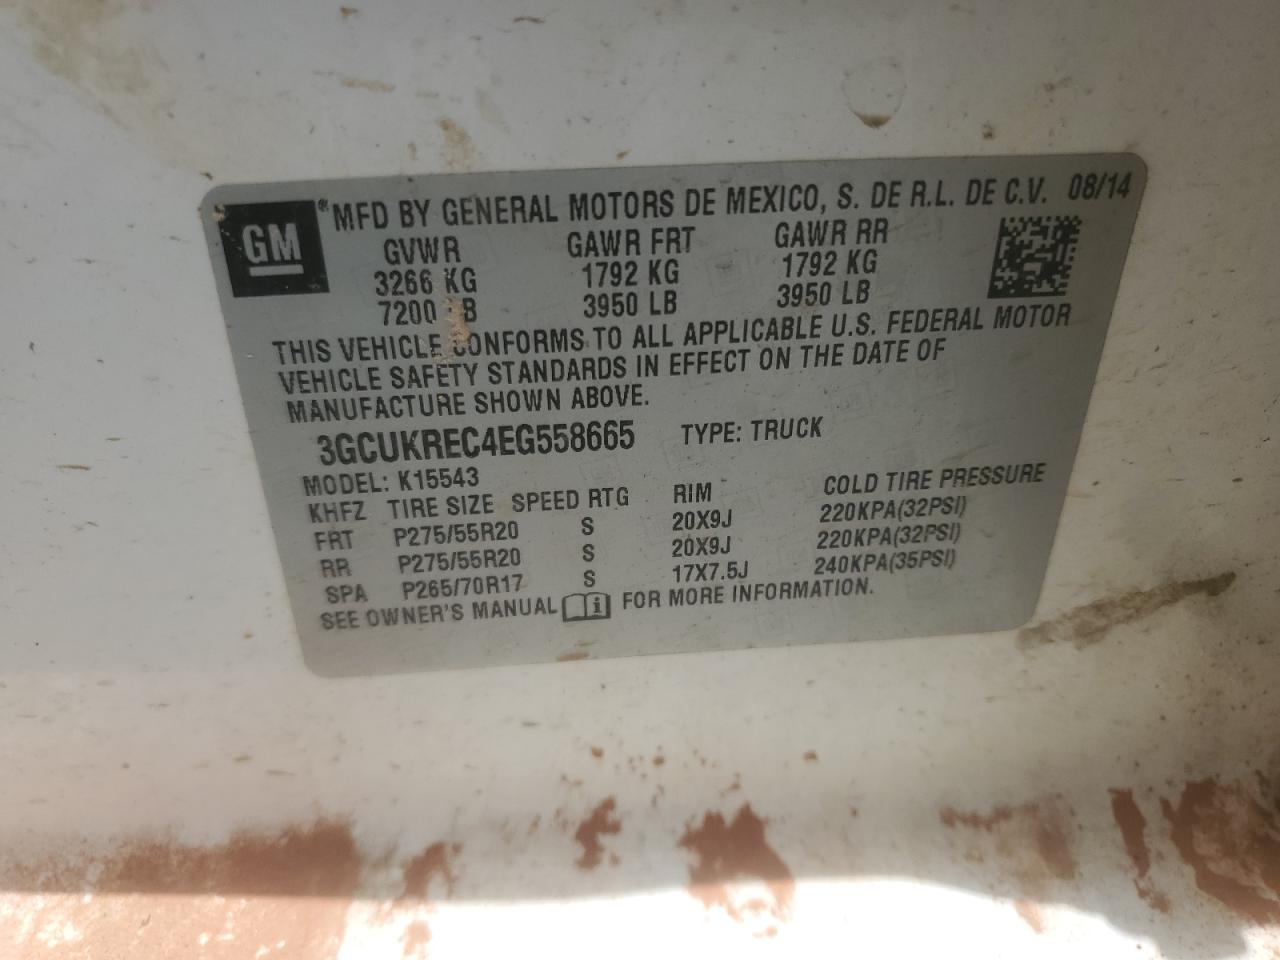 GM ® MFD BY GENERAL MOTORS DE MEXICO, S. DE R.L. DE C.V. 08/14
GVWR GAWR FRT GAWR RR
3266 KG 1792 KG 1792 KG
7200 LB 3950 LB 3950 LB
THIS VEHICLE CONFORMS TO ALL APPLICABLE U.S. FEDERAL MOTOR
VEHICLE SAFETY STANDARDS IN EFFECT ON THE DATE OF
MANUFACTURE SHOWN ABOVE.
3GCUKREC4EG558665 TYPE: TRUCK
MODEL: K15543
KHFZ TIRE SIZE SPEED RTG RIM COLD TIRE PRESSURE
FRT P275/55R20 S 20X9J 220KPA(32PSI)
RR P275/55R20 S 20X9J 220KPA(32PSI)
SPA P265/70R17 S 17X7.5J 240KPA(35PSI)
SEE OWNER'S MANUAL i FOR MORE INFORMATION.